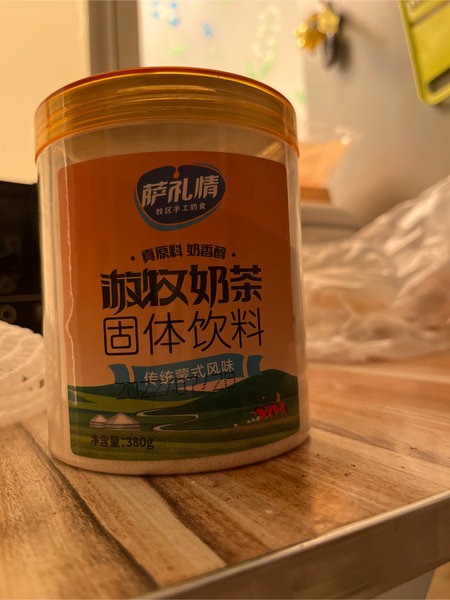 萨礼情
牧区手工奶食
真原料 奶香醇
放牧奶茶
固体饮料
传统蒙式风味
净含量:380g